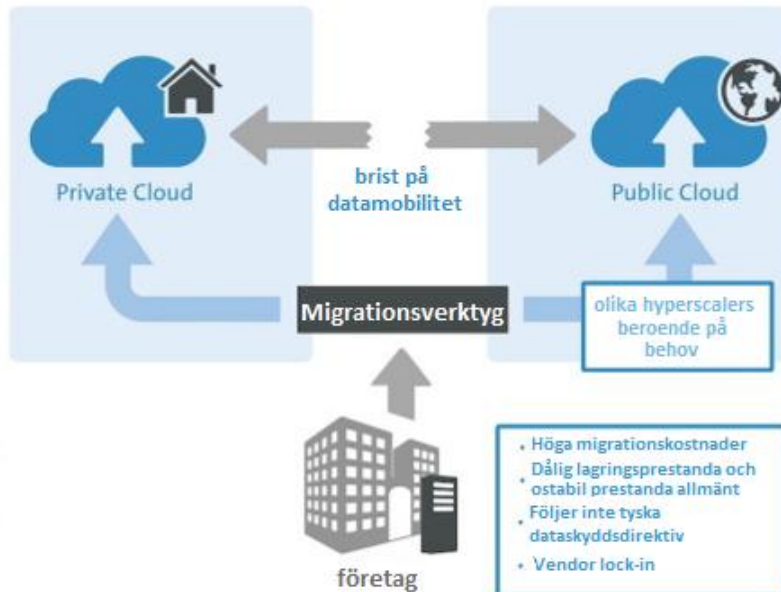 Private Cloud
Public Cloud
brist på
datamobilitet
Migrationsverktyg
olika hyperscalers
beroende på
behov
företag
• Höga migrationskostnader
• Dålig lagringsprestanda och
ostabil prestanda allmänt
• Följer inte tyska
dataskyddsdirektiv
• Vendor lock-in